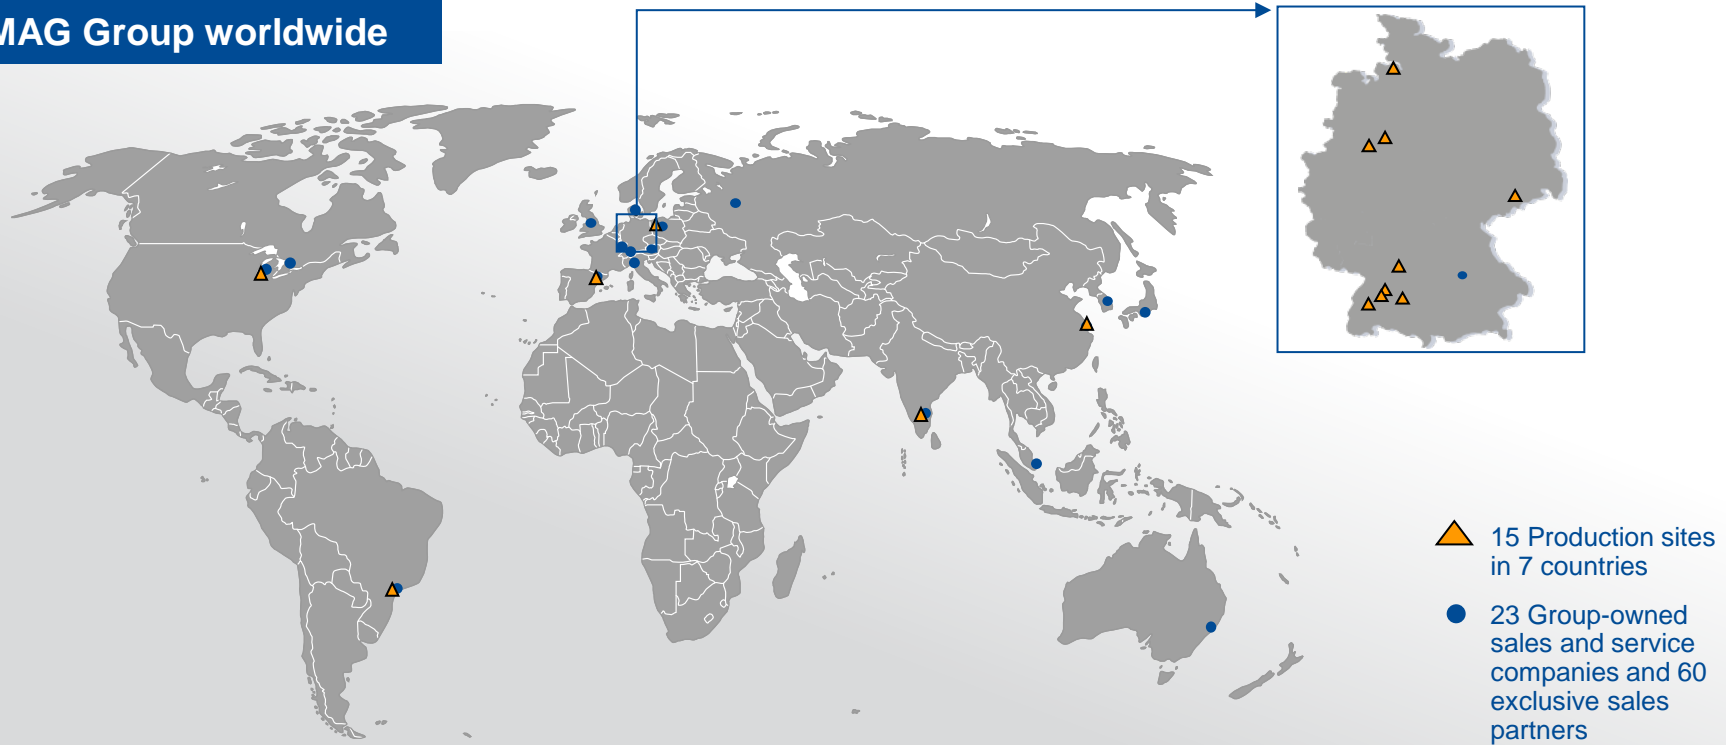 MAG Group worldwide
15 Production sites
in 7 countries
23 Group-owned
sales and service
companies and 60
exclusive sales
partners